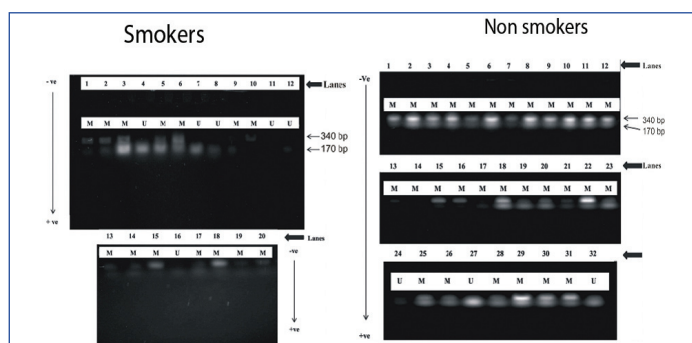 Smokers
-ve
1 2 3 4 5 6 7 8 9 10 11 12
Lanes
M M M U M M U U M M U U
340 bp
170 bp
+ ve
13 14 15 16 17 18 19 20
Lanes
M M M U M M M M
-ve
+ve
Non smokers
-Ve
1 2 3 4 5 6 7 8 9 10 11 12
Lanes
M M M M M M M M M M M M
340 bp
170 bp
13 14 15 16 17 18 19 20 21 22 23
Lanes
M M M M M M M M M M M
24 25 26 27 28 29 30 31 32
U M M U M M M M U
+ve